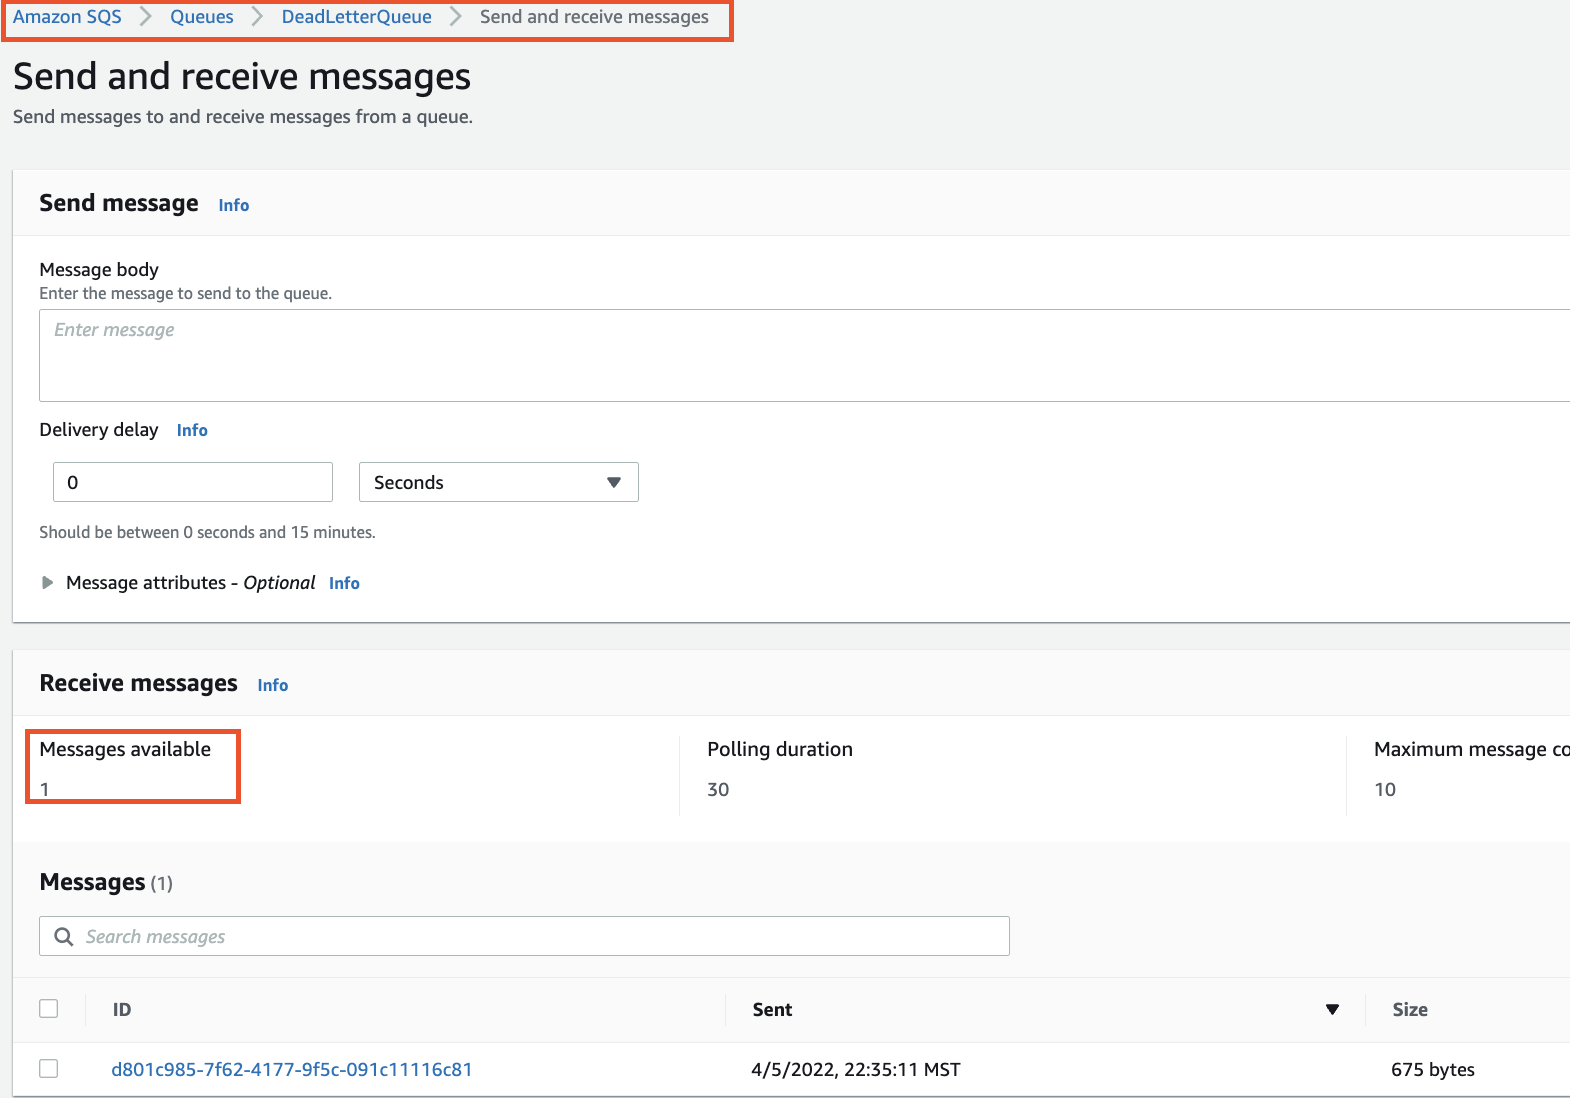 Amazon SQS > Queues > DeadLetterQueue > Send and receive messages
Send and receive messages
Send messages to and receive messages from a queue.
Send message Info
Message body
Enter the message to send to the queue.
Enter message
Delivery delay Info
0 Seconds
Should be between 0 seconds and 15 minutes.
Message attributes - Optional Info
Receive messages Info
Messages available Polling duration Maximum message co
1 30 10
Messages (1)
Search messages
ID Sent Size
d801c985-7f62-4177-9f5c-091c11116c81 4/5/2022, 22:35:11 MST 675 bytes